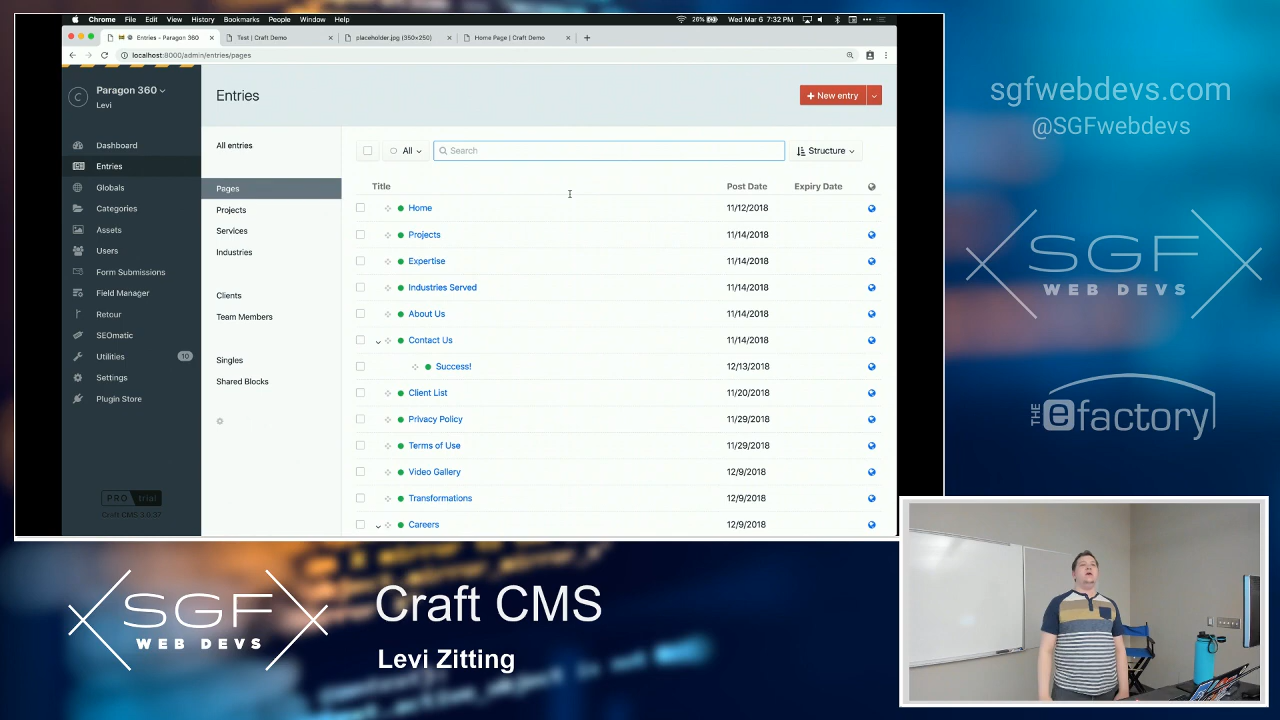 Chrome File Edit View History Bookmarks People Window Help
26% Wed Mar 6 7:32 PM
Entries - Paragon 360
Test | Craft Demo
placeholder.jpg (350×250)
Home Page | Craft Demo
localhost:8000/admin/entries/pages
C
Paragon 360
Levi
Dashboard
Entries
Globals
Categories
Assets
Users
Form Submissions
Field Manager
Retour
SEOmatic
Utilities 10
Settings
Plugin Store
PRO trial
Craft CMS 3.0.37
Entries
+ New entry
All entries
Pages
Projects
Services
Industries
Clients
Team Members
Singles
Shared Blocks
All Search Structure
Title Post Date Expiry Date
Home 11/12/2018
Projects 11/14/2018
Expertise 11/14/2018
Industries Served 11/14/2018
About Us 11/14/2018
Contact Us 11/14/2018
Success! 12/13/2018
Client List 11/20/2018
Privacy Policy 11/29/2018
Terms of Use 11/29/2018
Video Gallery 12/9/2018
Transformations 12/9/2018
Careers 12/9/2018
sgfwebdevs.com
@SGFwebdevs
SGF
WEB DEVS
THE efactory
SGF
WEB DEVS
Craft CMS
Levi Zitting